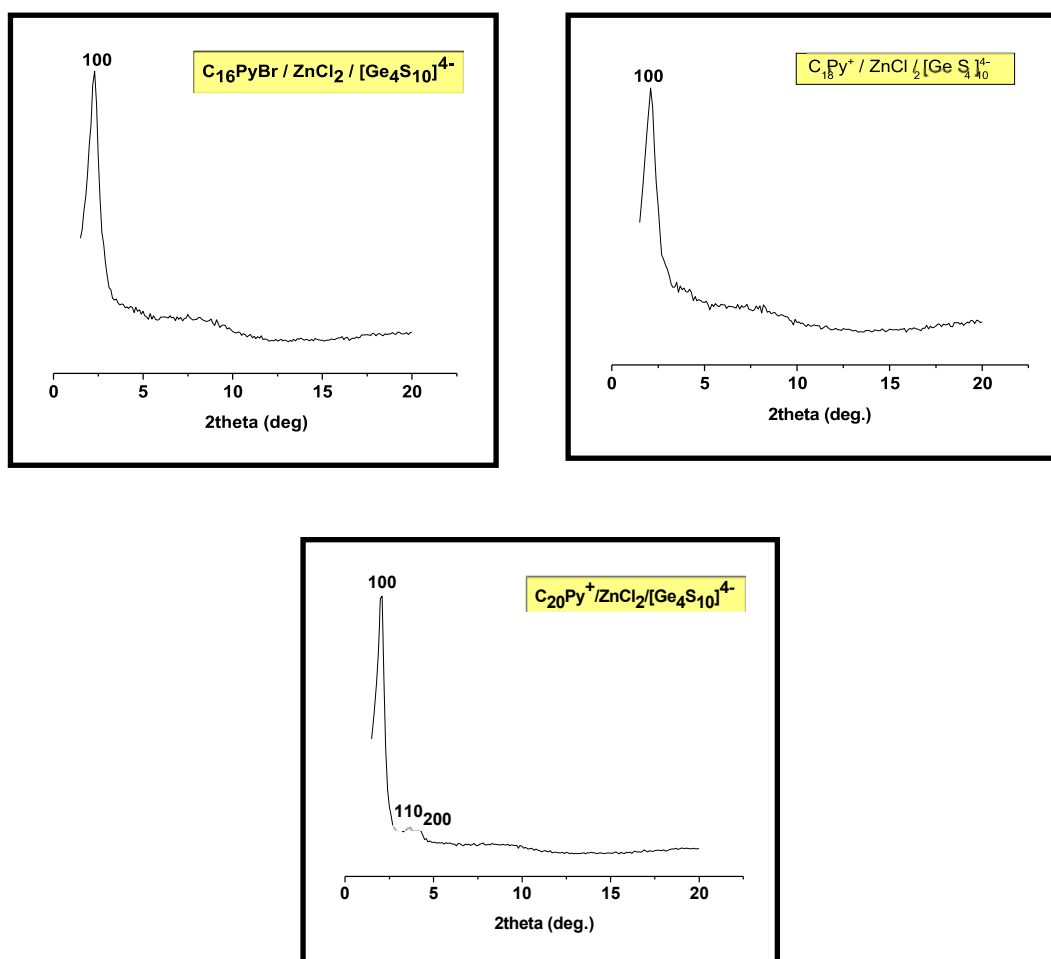 100
C16PyBr / ZnCl2 / [Ge4S10]4-
0 5 10 15 20
2theta (deg)
100
C18Py+ / ZnCl2 / [Ge4S10]4-
0 5 10 15 20
2theta (deg.)
100
C20Py+/ZnCl2/[Ge4S10]4-
110 200
0 5 10 15 20
2theta (deg.)